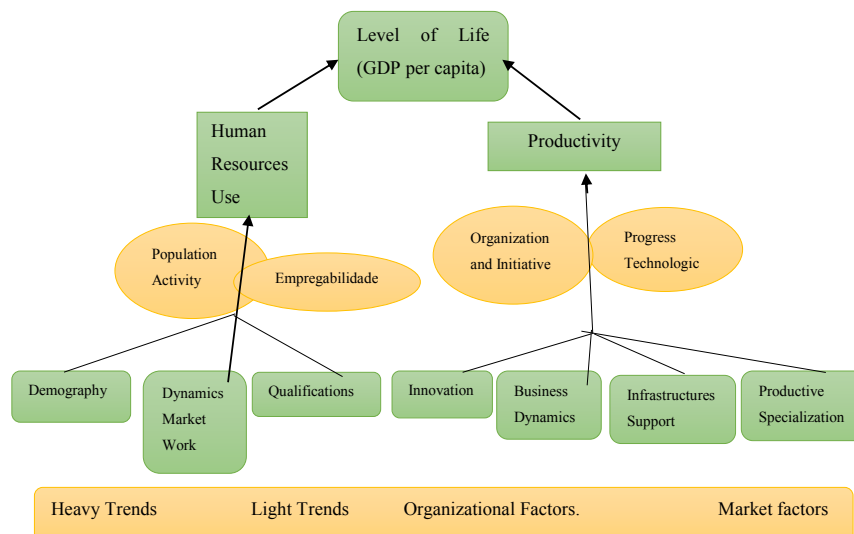 Level of Life
(GDP per capita)
Human
Resources
Use
Productivity
Population
Activity
Empregabilidade
Organization
and Initiative
Progress
Technologic
Demography
Dynamics
Market
Work
Qualifications
Innovation
Business
Dynamics
Infrastructures
Support
Productive
Specialization
Heavy Trends Light Trends Organizational Factors. Market factors